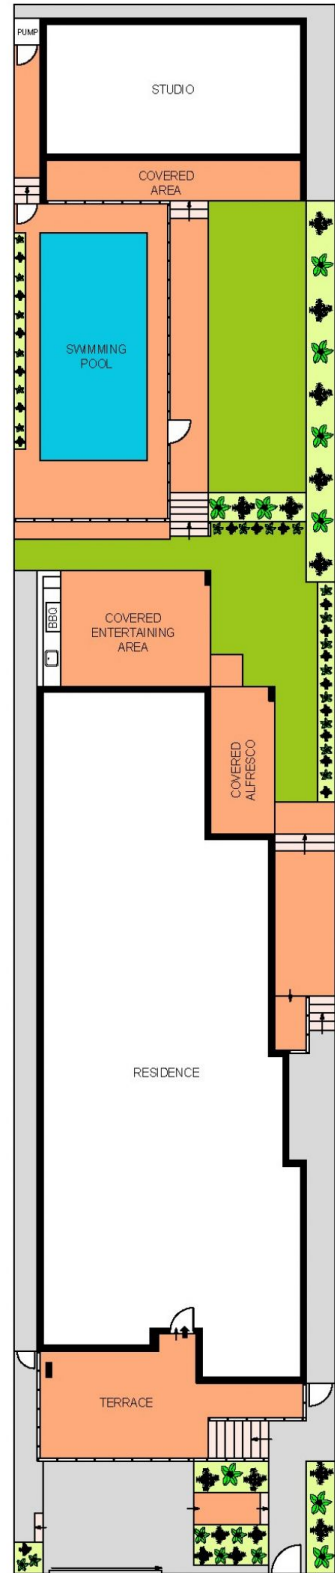 PUMP
STUDIO
COVERED
AREA
SWIMMING
POOL
BBQ
COVERED
ENTERTAINING
AREA
COVERED
ALFRESCO
RESIDENCE
TERRACE